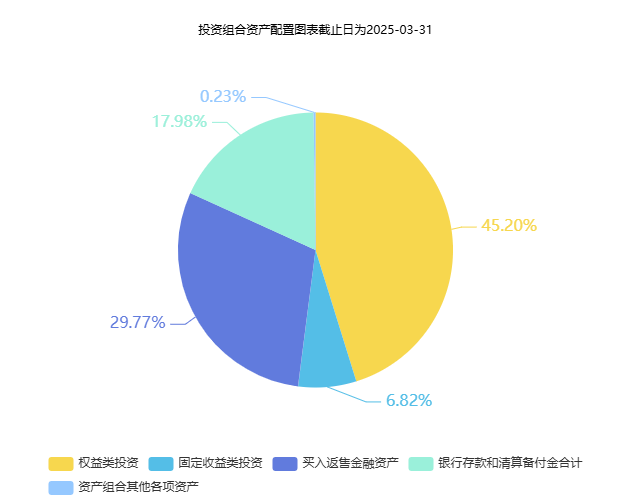 投资组合资产配置图表截止日为2025-03-31
0.23%
17.98%
45.20%
29.77%
6.82%
权益类投资 固定收益类投资 买入返售金融资产 银行存款和清算备付金合计
资产组合其他各项资产